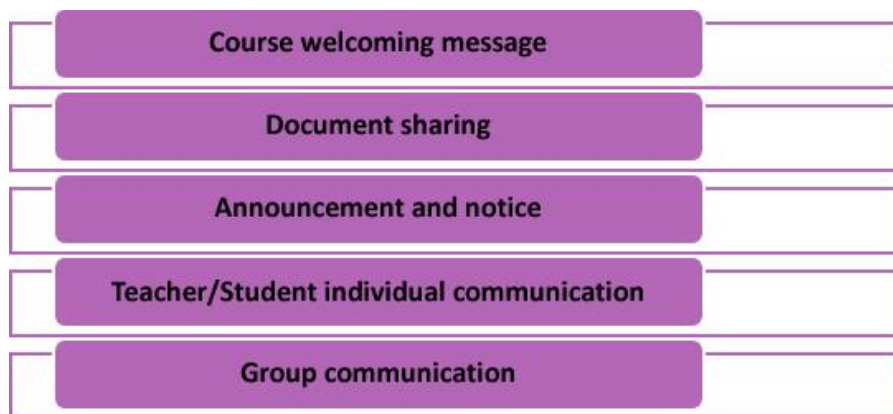 Course welcoming message
Document sharing
Announcement and notice
Teacher/Student individual communication
Group communication